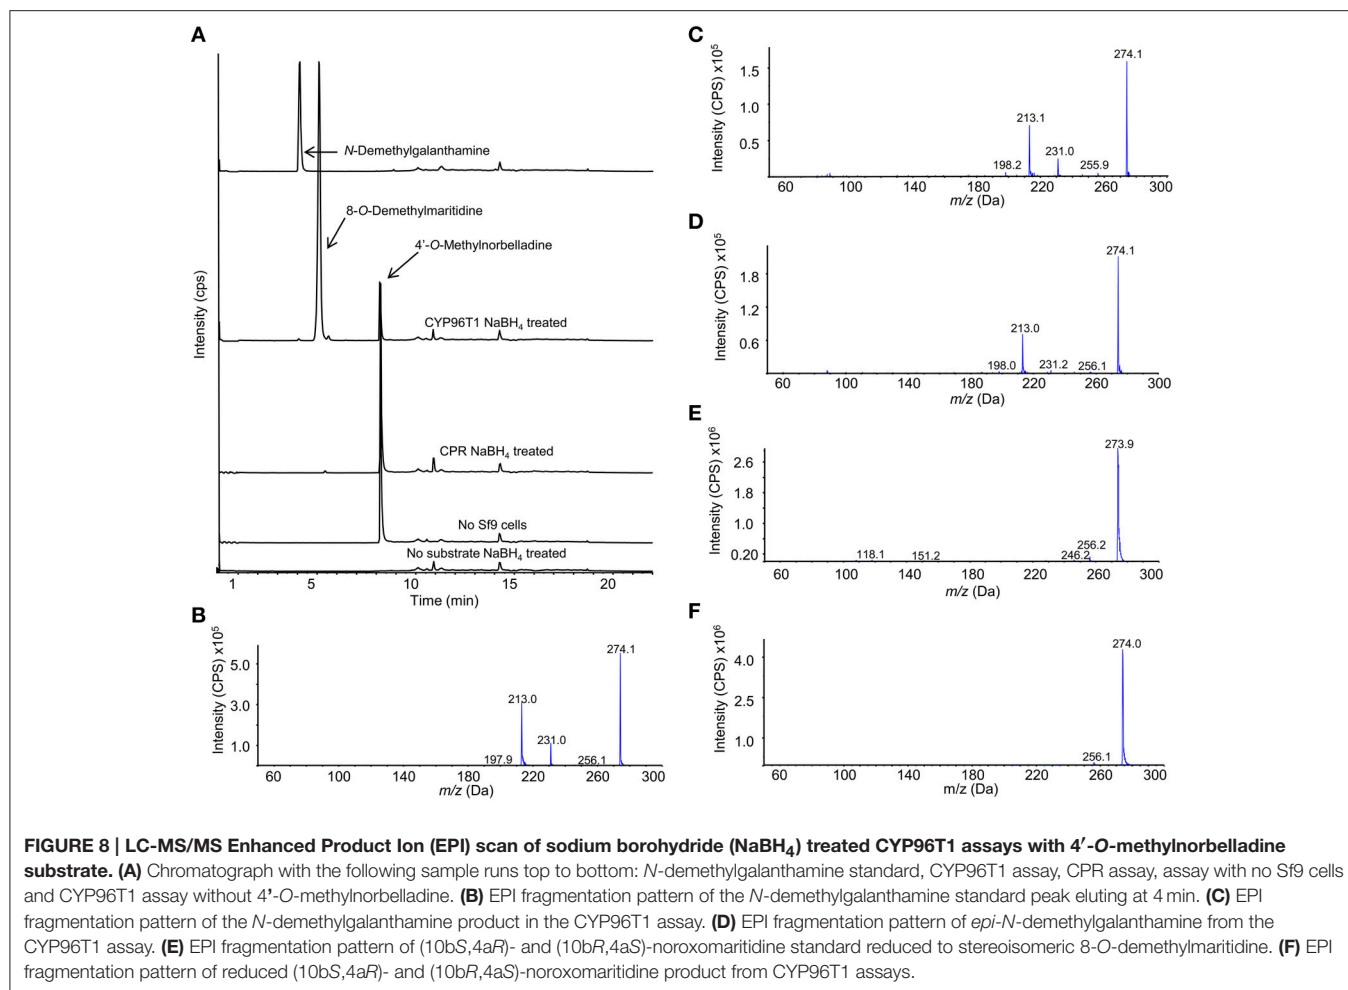 A
N-Demethylgalanthamine
8-O-Demethylmaritidine
4'-O-Methylnorbelladine
CYP96T1 NaBH4 treated
CPR NaBH4 treated
No Sf9 cells
No substrate NaBH4 treated
Intensity (cps)
1 5 10 15 20
Time (min)
B
Intensity (CPS) x10⁵
5.0
3.0
1.0
274.1
213.0
231.0
197.9
256.1
60 100 140 180 220 260 300
m/z (Da)
C
Intensity (CPS) x10⁵
1.5
1.0
0.5
274.1
213.1
231.0
198.2
255.9
60 100 140 180 220 260 300
m/z (Da)
D
Intensity (CPS) x10⁵
1.8
1.2
0.6
274.1
213.0
198.0
231.2
256.1
60 100 140 180 220 260 300
m/z (Da)
E
Intensity (CPS) x10⁶
2.6
1.8
1.0
0.20
273.9
256.2
118.1
151.2
246.2
60 100 140 180 220 260 300
m/z (Da)
F
Intensity (CPS) x10⁶
4.0
2.5
1.0
274.0
256.1
60 100 140 180 220 260 300
m/z (Da)
FIGURE 8 | LC-MS/MS Enhanced Product Ion (EPI) scan of sodium borohydride (NaBH4) treated CYP96T1 assays with 4′-O-methylnorbelladine
substrate. (A) Chromatograph with the following sample runs top to bottom: N-demethylgalanthamine standard, CYP96T1 assay, CPR assay, assay with no Sf9 cells
and CYP96T1 assay without 4'-O-methylnorbelladine. (B) EPI fragmentation pattern of the N-demethylgalanthamine standard peak eluting at 4 min. (C) EPI
fragmentation pattern of the N-demethylgalanthamine product in the CYP96T1 assay. (D) EPI fragmentation pattern of epi-N-demethylgalanthamine from the
CYP96T1 assay. (E) EPI fragmentation pattern of (10bS,4aR)- and (10bR,4aS)-noroxomaritidine standard reduced to stereoisomeric 8-O-demethylmaritidine. (F) EPI
fragmentation pattern of reduced (10bS,4aR)- and (10bR,4aS)-noroxomaritidine product from CYP96T1 assays.